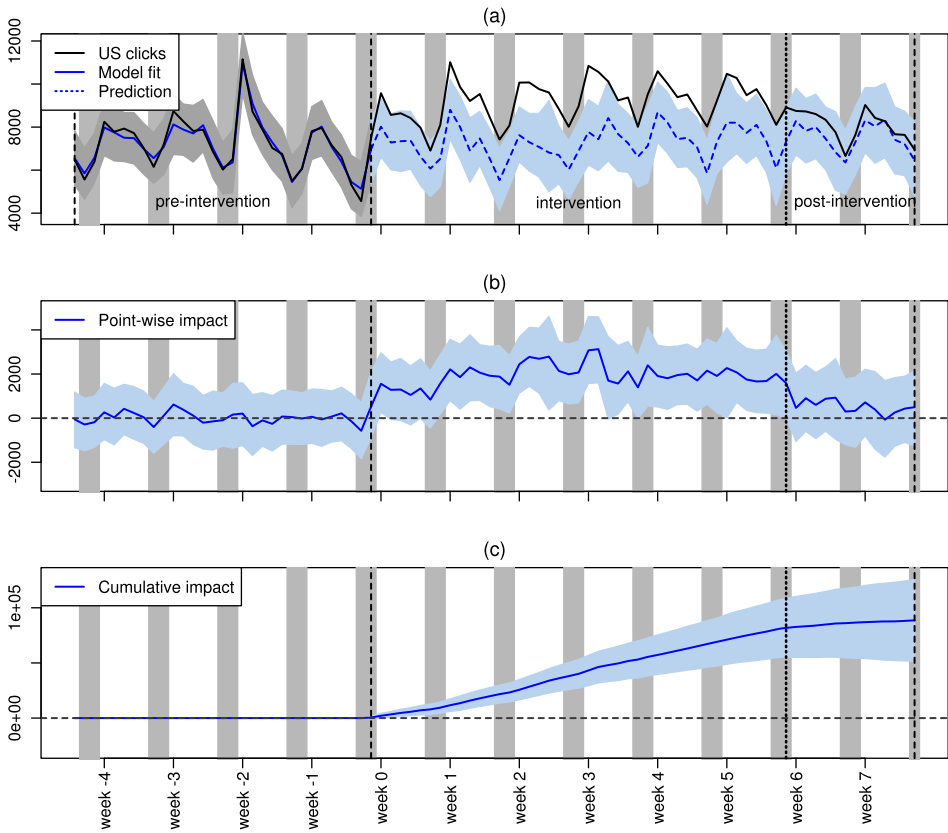 (a)
12000
8000
4000
US clicks
Model fit
Prediction
pre-intervention
intervention
post-intervention
(b)
2000
0
-2000
Point-wise impact
(c)
1e+05
0e+00
Cumulative impact
week -4
week -3
week -2
week -1
week 0
week 1
week 2
week 3
week 4
week 5
week 6
week 7